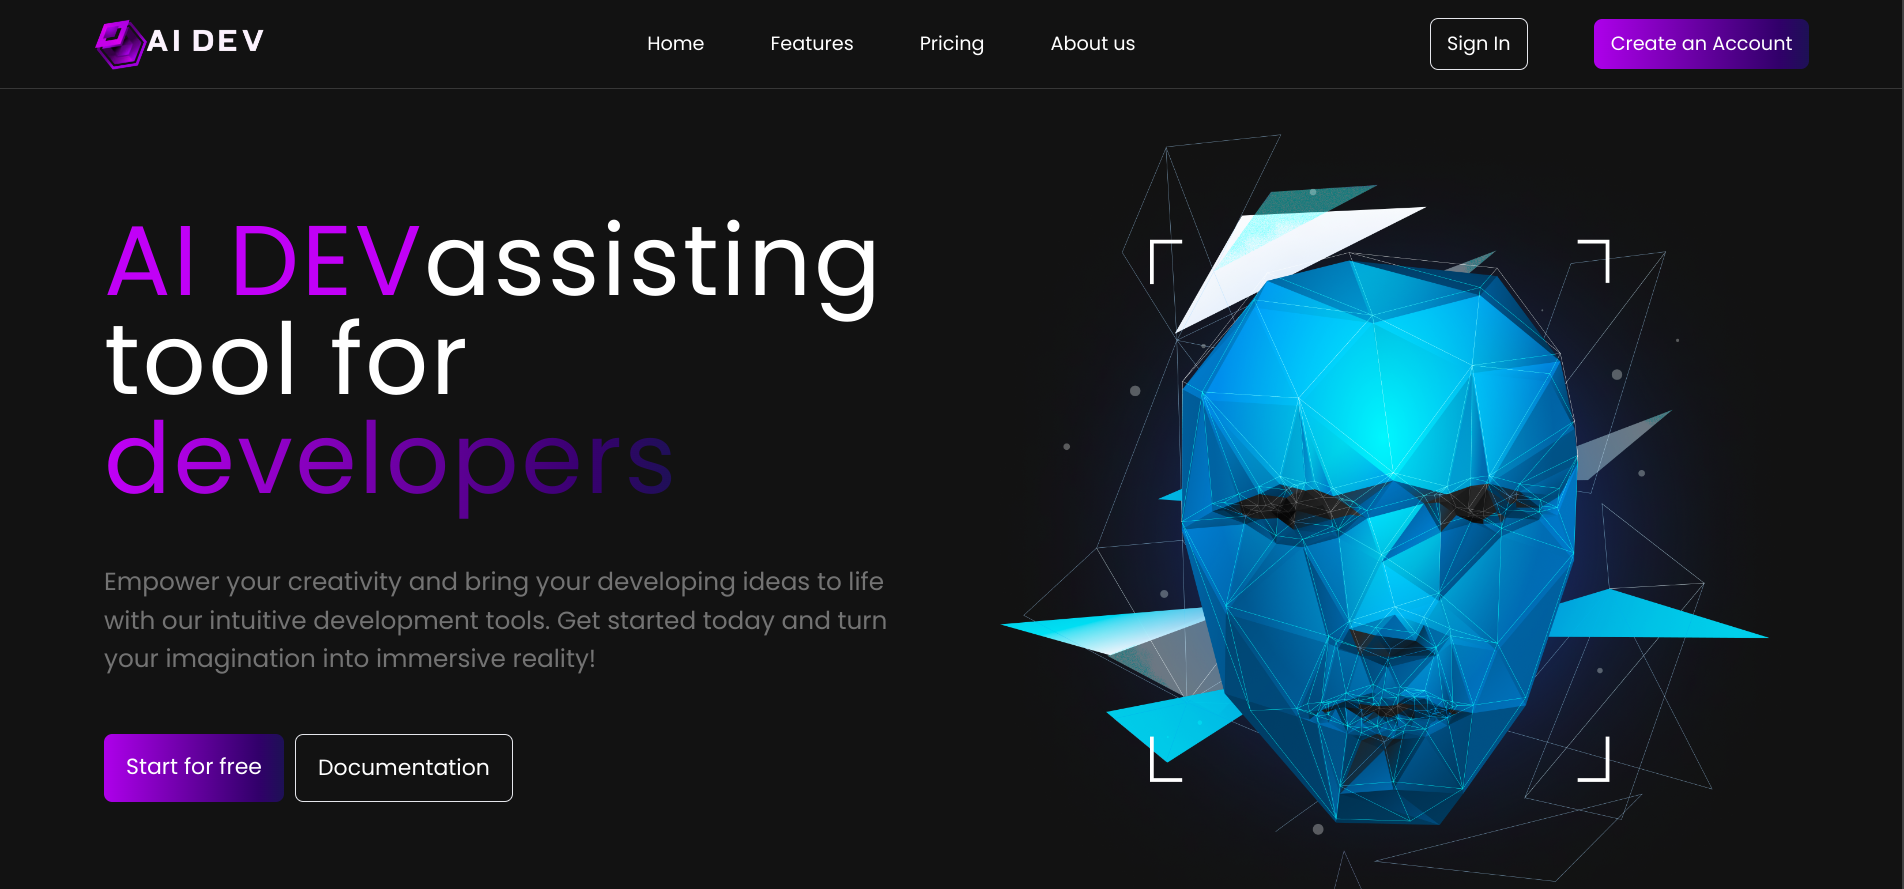 AI DEV
Home
Features
Pricing
About us
Sign In
Create an Account
AI DEVassisting
tool for
developers
Empower your creativity and bring your developing ideas to life
with our intuitive development tools. Get started today and turn
your imagination into immersive reality!
Start for free
Documentation